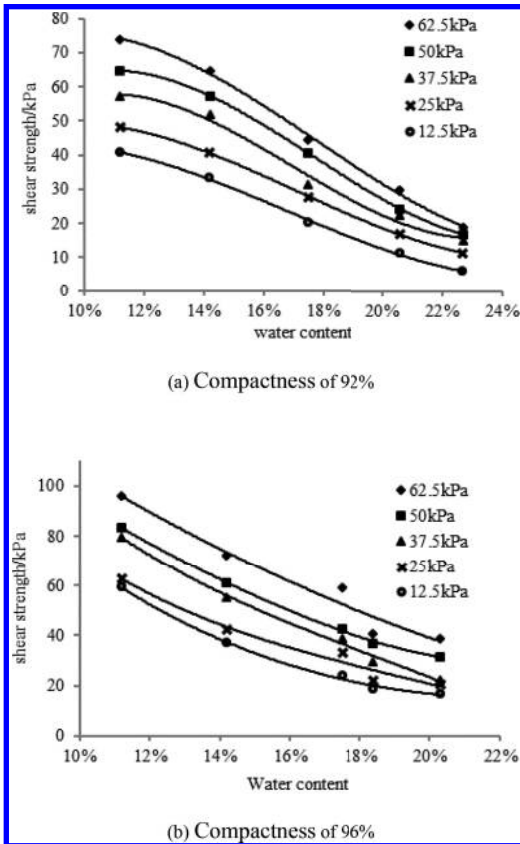 80
70
60
50
40
30
20
10
0
shear strength/kPa
62.5kPa
50kPa
37.5kPa
25kPa
12.5kPa
10% 12% 14% 16% 18% 20% 22% 24%
water content
(a) Compactness of 92%
100
80
60
40
20
0
shear strength/kPa
62.5kPa
50kPa
37.5kPa
25kPa
12.5kPa
10% 12% 14% 16% 18% 20% 22%
Water content
(b) Compactness of 96%